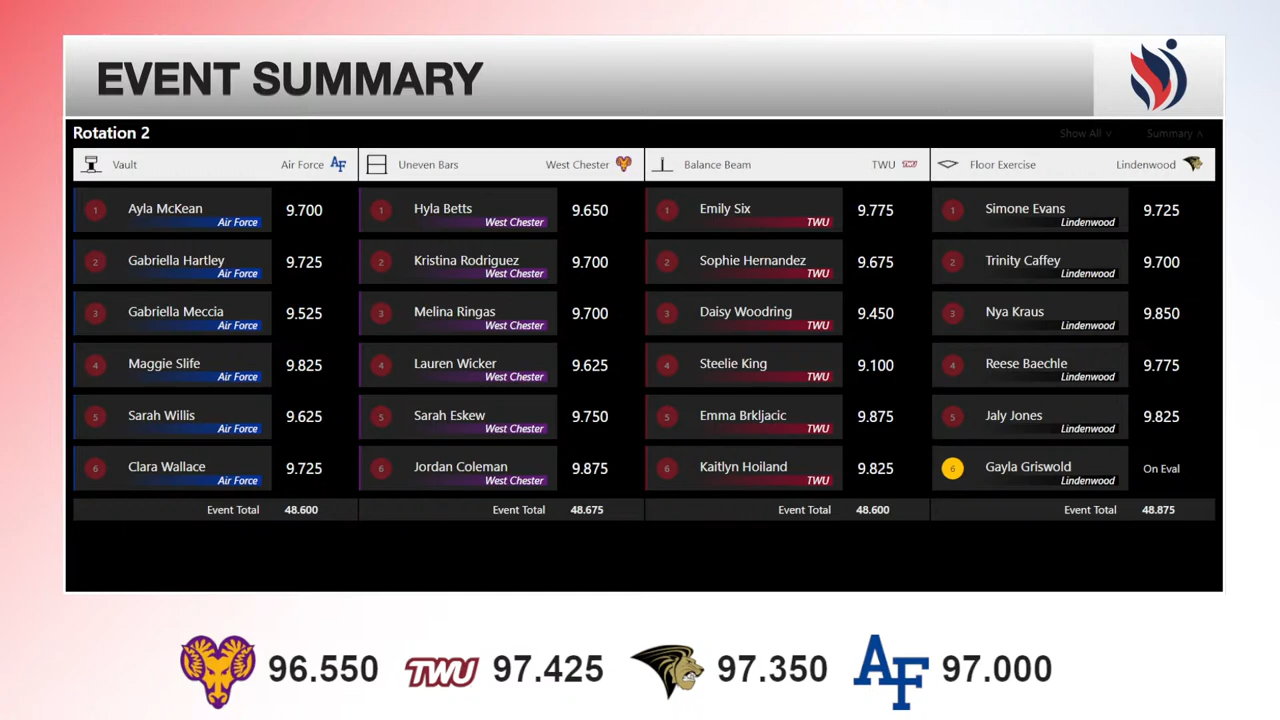 EVENT SUMMARY
Rotation 2
Show All
Summary
Vault Air Force AF
1 Ayla McKean 9.700
Air Force
2 Gabriella Hartley 9.725
Air Force
3 Gabriella Meccia 9.525
Air Force
4 Maggie Slife 9.825
Air Force
5 Sarah Willis 9.625
Air Force
6 Clara Wallace 9.725
Air Force
Event Total 48.600
Uneven Bars West Chester
1 Hyla Betts 9.650
West Chester
2 Kristina Rodriguez 9.700
West Chester
3 Melina Ringas 9.700
West Chester
4 Lauren Wicker 9.625
West Chester
5 Sarah Eskew 9.750
West Chester
6 Jordan Coleman 9.875
West Chester
Event Total 48.675
Balance Beam TWU TWU
1 Emily Six 9.775
TWU
2 Sophie Hernandez 9.675
TWU
3 Daisy Woodring 9.450
TWU
4 Steelie King 9.100
TWU
5 Emma Brkljacic 9.875
TWU
6 Kaitlyn Hoiland 9.825
TWU
Event Total 48.600
Floor Exercise Lindenwood
1 Simone Evans 9.725
Lindenwood
2 Trinity Caffey 9.700
Lindenwood
3 Nya Kraus 9.850
Lindenwood
4 Reese Baechle 9.775
Lindenwood
5 Jaly Jones 9.825
Lindenwood
6 Gayla Griswold On Eval
Lindenwood
Event Total 48.875
96.550 TWU 97.425 97.350 AF 97.000